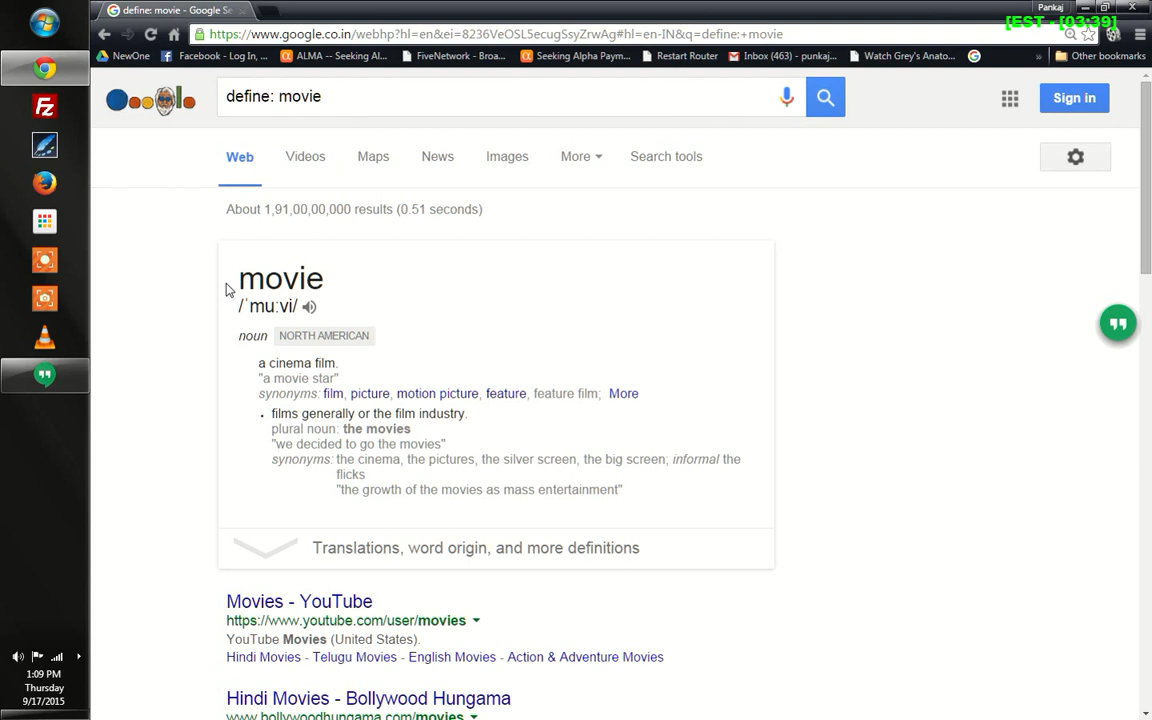 define: movie - Google Se
Pankaj
[EST - [03:39]
https://www.google.co.in/webhp?hl=en&ei=8236VeOSL5ecugSsyZrwAg#hl=en-IN&q=define:+movie
NewOne
Facebook - Log In, ...
ALMA -- Seeking Al...
FiveNetwork - Broa...
Seeking Alpha Paym...
Restart Router
Inbox (463) - punkaj...
Watch Grey's Anato...
»
Other bookmarks
define: movie
Sign in
Web
Videos
Maps
News
Images
More
Search tools
About 1,91,00,00,000 results (0.51 seconds)
movie
/ˈmuːvi/
noun NORTH AMERICAN
a cinema film.
"a movie star"
synonyms: film, picture, motion picture, feature, feature film; More
• films generally or the film industry.
plural noun: the movies
"we decided to go the movies"
synonyms: the cinema, the pictures, the silver screen, the big screen; informal the
flicks
"the growth of the movies as mass entertainment"
Translations, word origin, and more definitions
Movies - YouTube
https://www.youtube.com/user/movies
YouTube Movies (United States).
Hindi Movies - Telugu Movies - English Movies - Action & Adventure Movies
Hindi Movies - Bollywood Hungama
www.bollywoodhungama.com/movies
1:09 PM
Thursday
9/17/2015